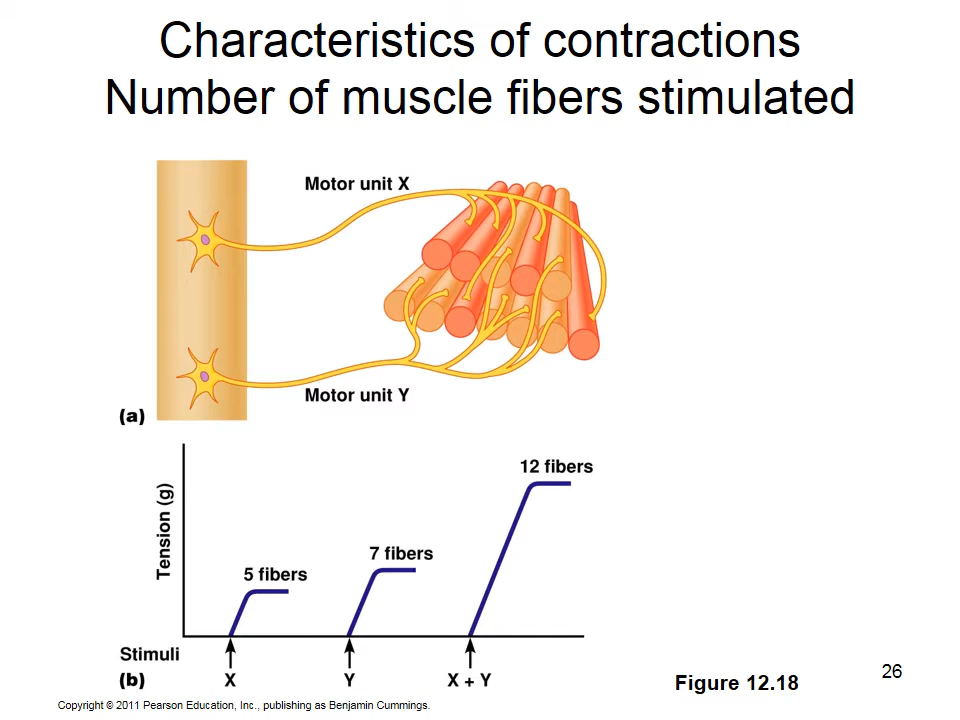 Characteristics of contractions
Number of muscle fibers stimulated
Motor unit X
Motor unit Y
(a)
Tension (g)
5 fibers
7 fibers
12 fibers
Stimuli
X
Y
X + Y
(b)
Figure 12.18
26
Copyright © 2011 Pearson Education, Inc., publishing as Benjamin Cummings.